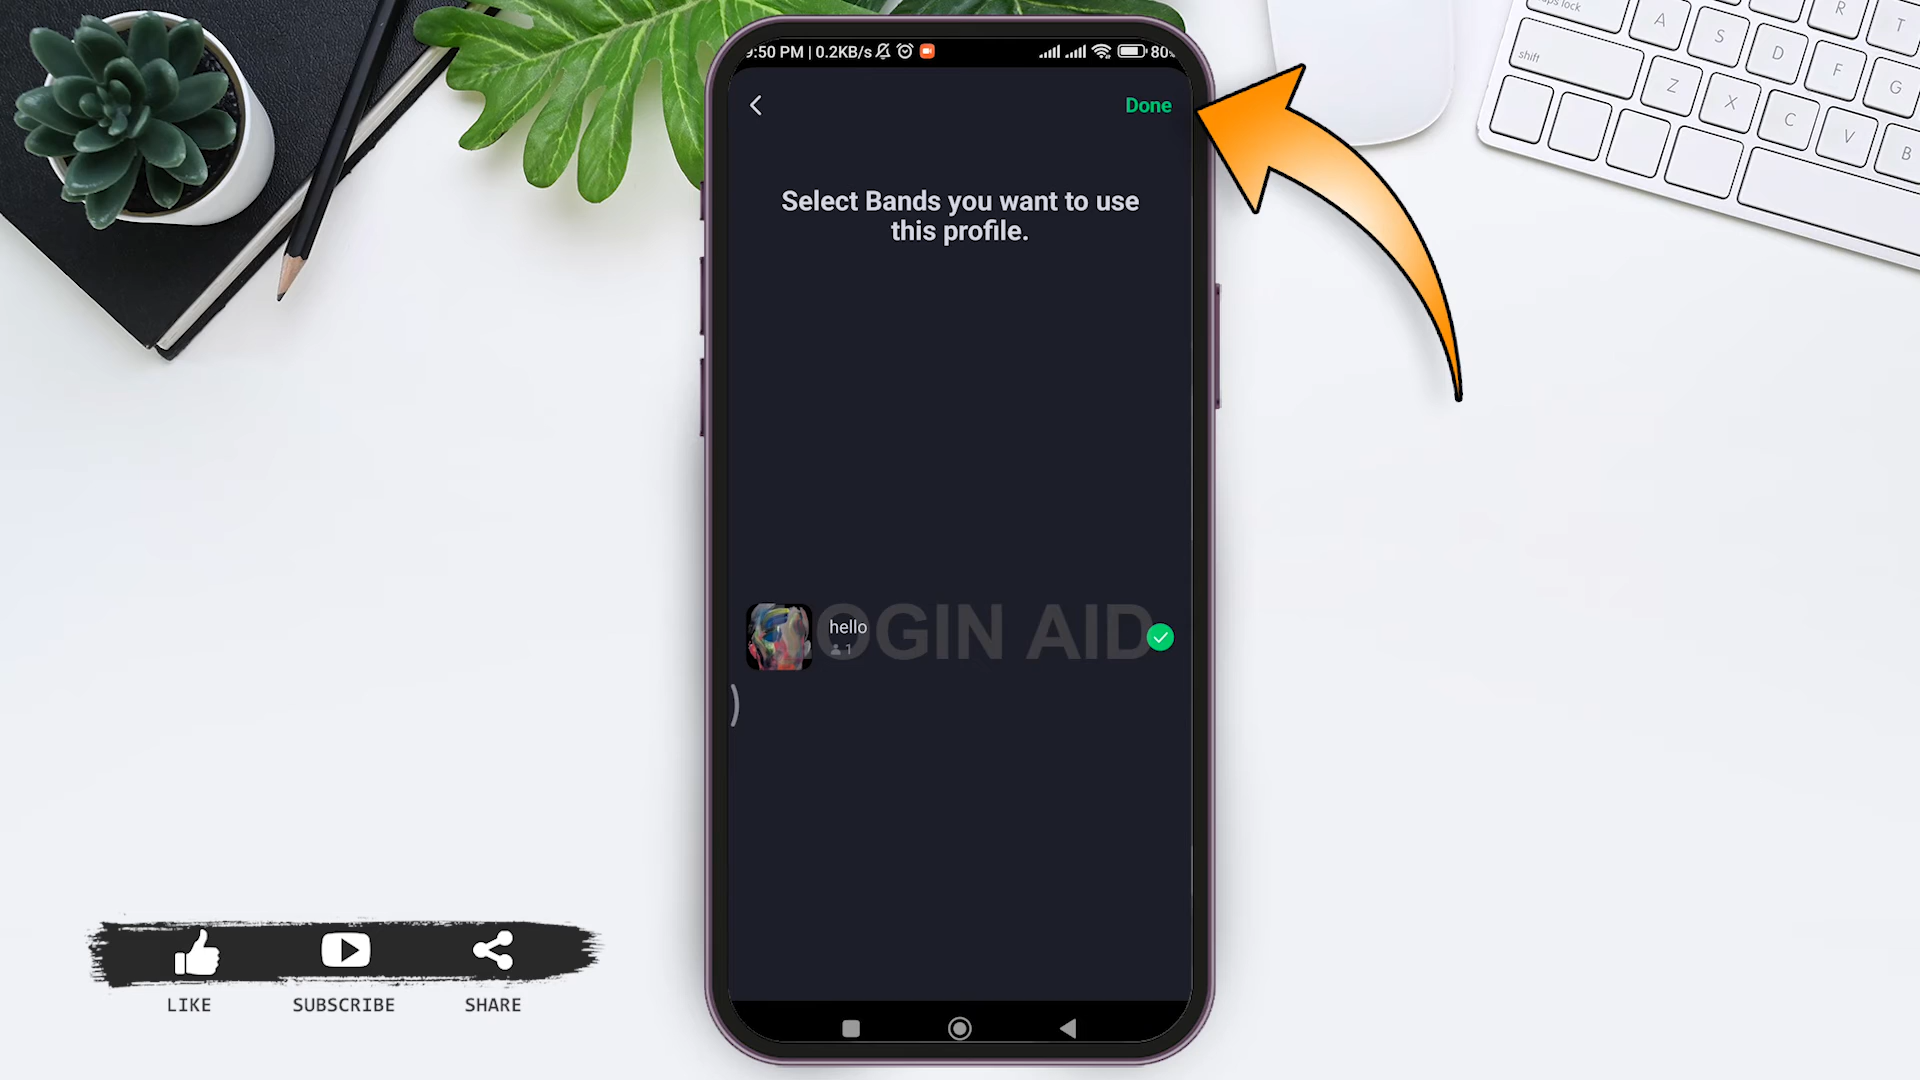 9:50 PM | 0.2KB/s
80%
Done
Select Bands you want to use
this profile.
hello
1
LOGIN AID
LIKE
SUBSCRIBE
SHARE
caps lock
shift
A
S
D
F
G
R
T
Z
X
C
V
B